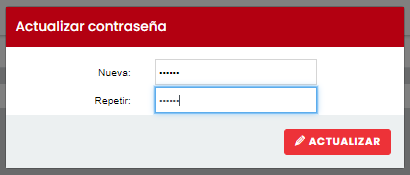 Actualizar contraseña
Nueva: ••••••
Repetir: ••••••
ACTUALIZAR